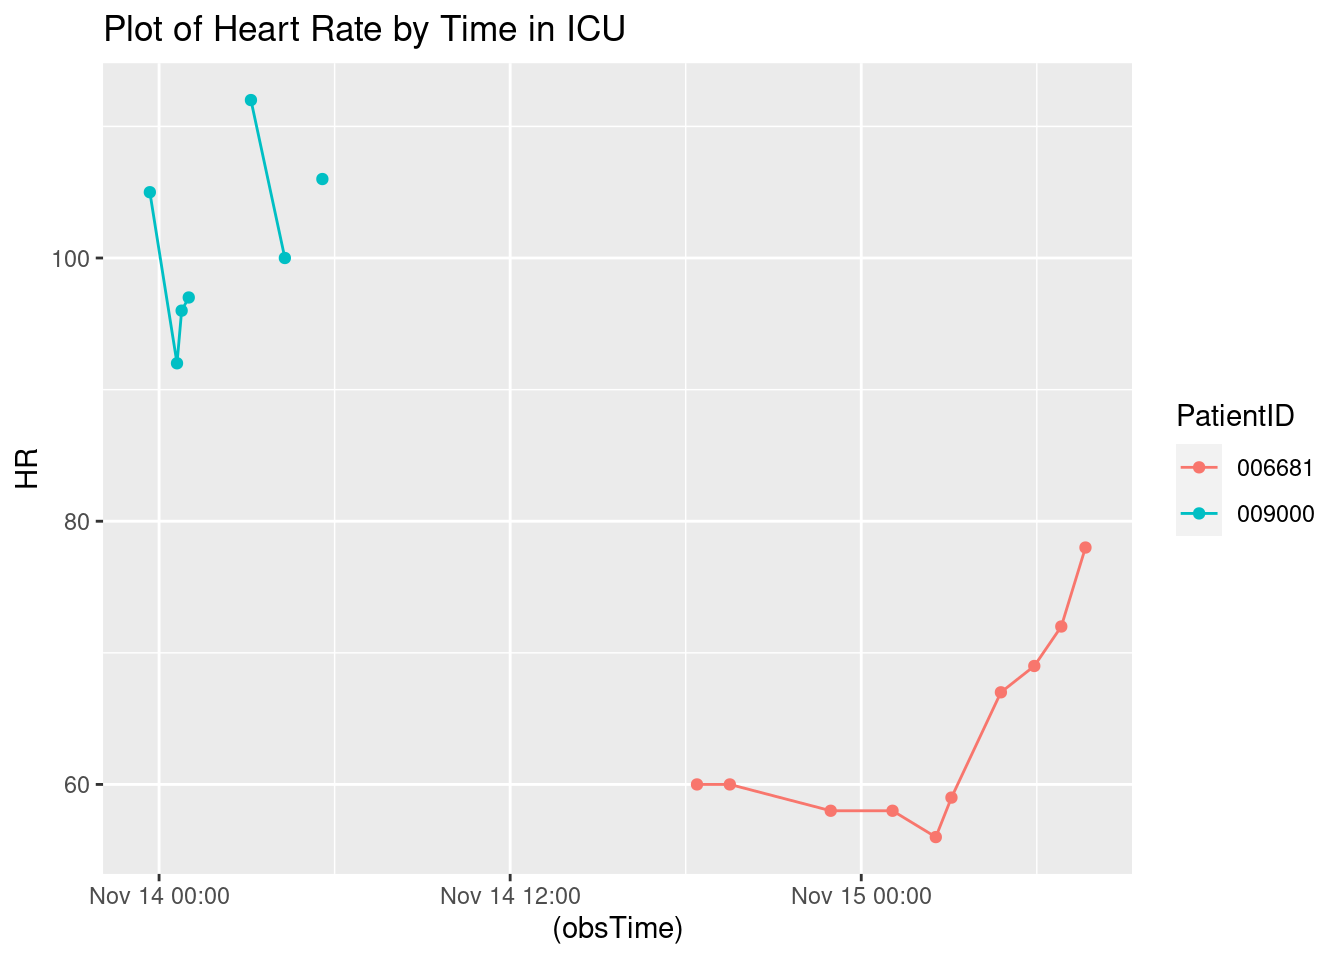 Plot of Heart Rate by Time in ICU
HR
100
80
60
Nov 14 00:00
Nov 14 12:00
Nov 15 00:00
(obsTime)
PatientID
006681
009000